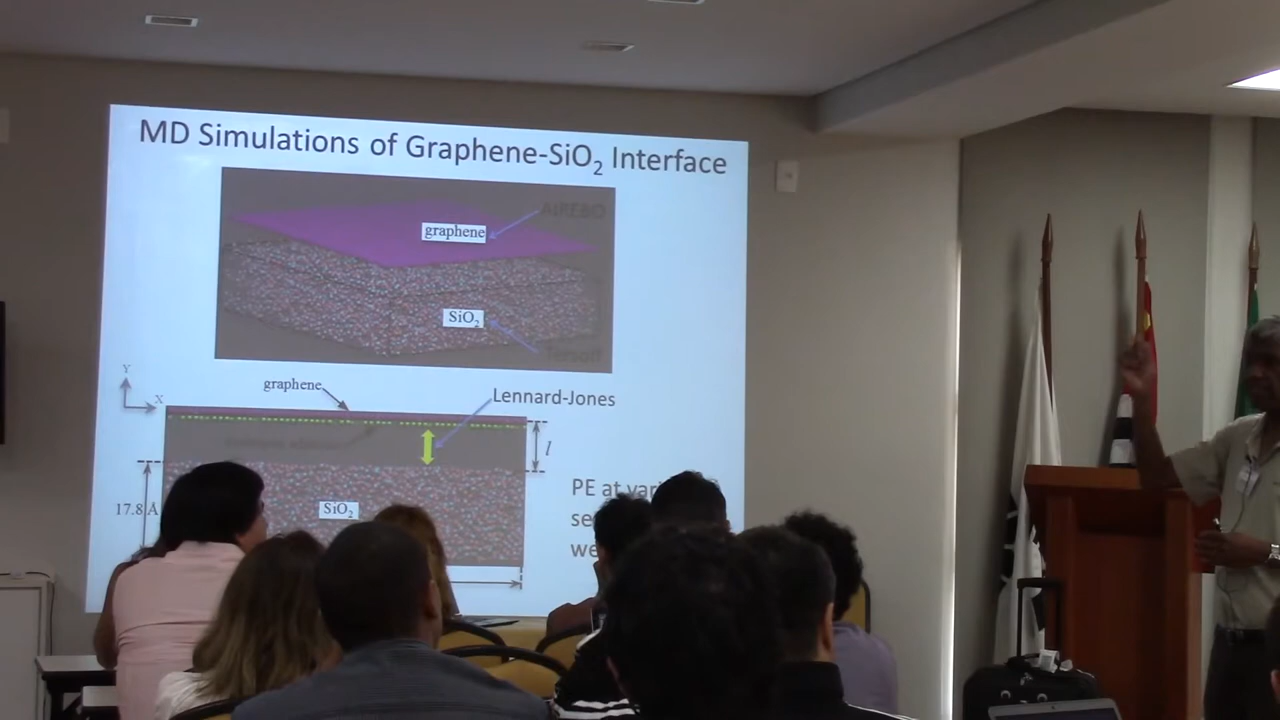 MD Simulations of Graphene-SiO₂ Interface
AIREBO
graphene
SiO₂
Tersoff
Y
X
graphene
Lennard-Jones
l
17.8 Å
SiO₂
PE at
se
we